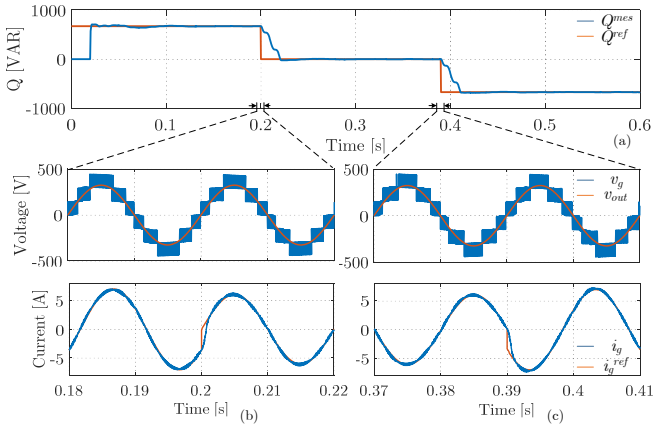 1000
0
-1000
Q [VAR]
Q^mes
Q^ref
0 0.1 0.2 0.3 0.4 0.5 0.6
Time [s]
(a)
500
0
-500
Voltage [V]
500
0
-500
v_g
v_out
5
0
-5
Current [A]
5
0
-5
i_g
i_g^ref
0.18 0.19 0.2 0.21 0.22
Time [s] (b)
0.37 0.38 0.39 0.4 0.41
Time [s] (c)